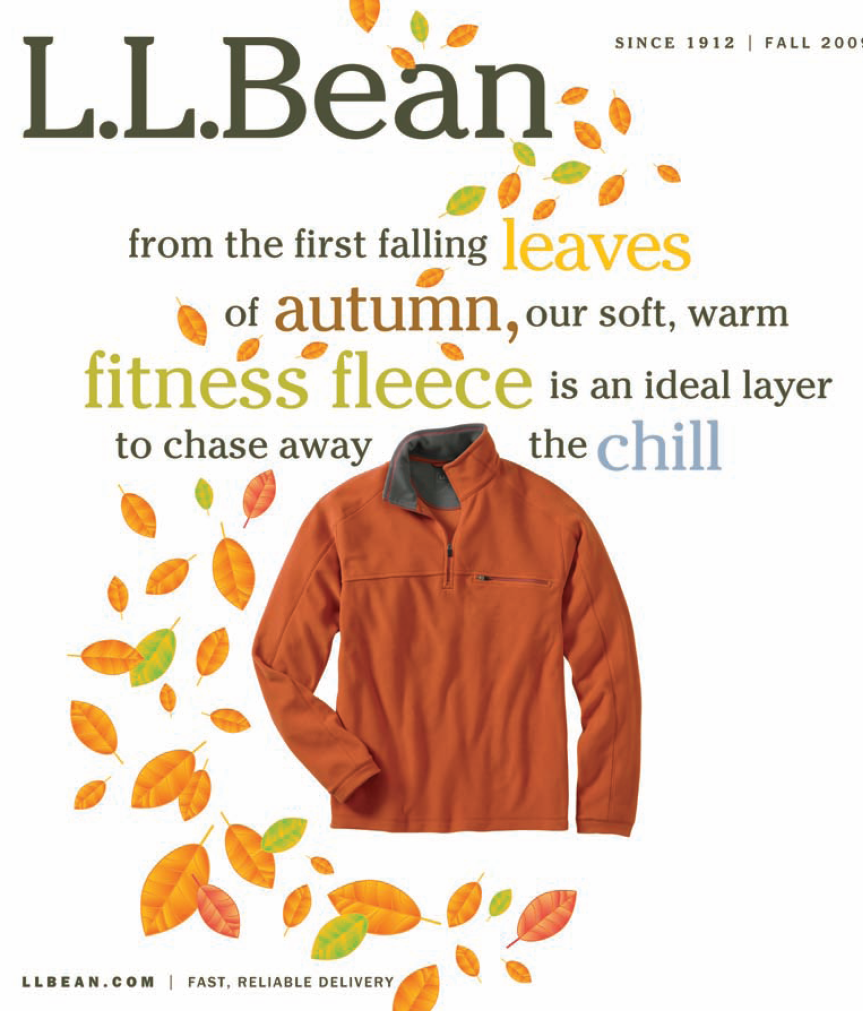 L.L.Bean
SINCE 1912 | FALL 2009
from the first falling leaves
of autumn, our soft, warm
fitness fleece is an ideal layer
to chase away the chill
LLBEAN.COM | FAST, RELIABLE DELIVERY